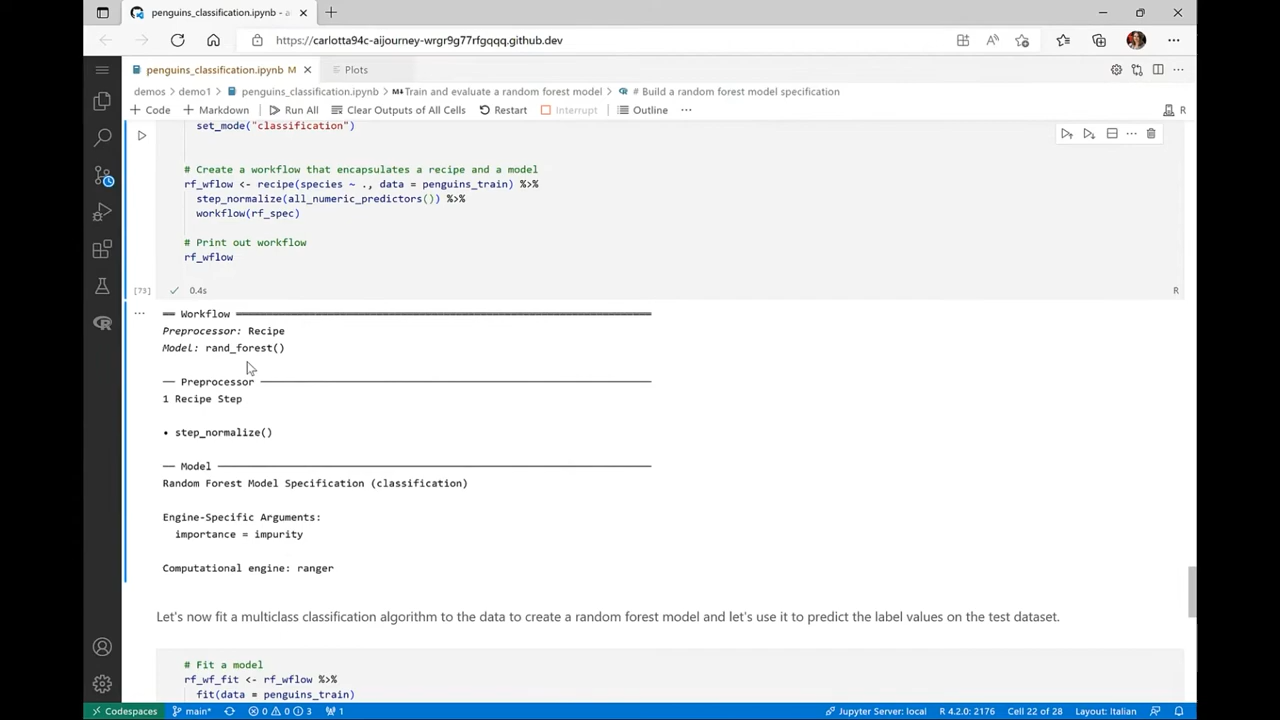 penguins_classification.ipynb - a
https://carlotta94c-aijourney-wrgr9g77rfgqqq.github.dev
penguins_classification.ipynb M
Plots
demos > demo1 > penguins_classification.ipynb > Train and evaluate a random forest model > # Build a random forest model specification
+ Code + Markdown Run All Clear Outputs of All Cells Restart Interrupt Outline ... R
set_mode("classification")
# Create a workflow that encapsulates a recipe and a model
rf_wflow <- recipe(species ~ ., data = penguins_train) %>%
step_normalize(all_numeric_predictors()) %>%
workflow(rf_spec)
# Print out workflow
rf_wflow
[73] 0.4s R
Workflow
Preprocessor: Recipe
Model: rand_forest()
Preprocessor
1 Recipe Step
• step_normalize()
Model
Random Forest Model Specification (classification)
Engine-Specific Arguments:
importance = impurity
Computational engine: ranger
Let's now fit a multiclass classification algorithm to the data to create a random forest model and let's use it to predict the label values on the test dataset.
# Fit a model
rf_wf_fit <- rf_wflow %>%
fit(data = penguins_train)
Codespaces main* 0 0 3 1 Jupyter Server: local R 4.2.0: 2176 Cell 22 of 28 Layout: Italian